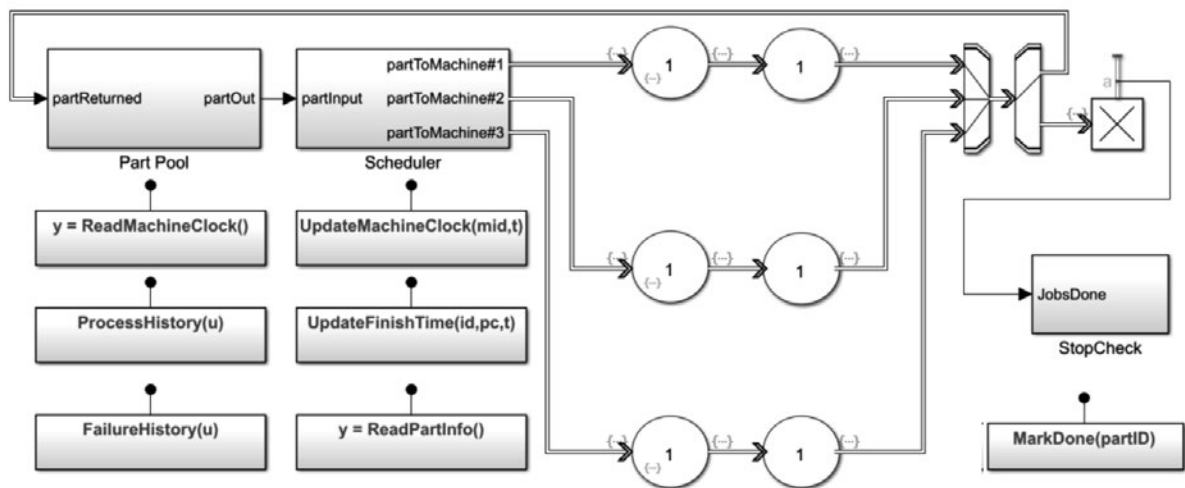 partReturned
partOut
Part Pool
partInput
partToMachine#1
partToMachine#2
partToMachine#3
Scheduler
{···}
1
{···}
{···}
1
{···}
{···}
1
{···}
{···}
1
{···}
{···}
1
{···}
{···}
1
{···}
{···}
a
JobsDone
StopCheck
y = ReadMachineClock()
UpdateMachineClock(mid,t)
ProcessHistory(u)
UpdateFinishTime(id,pc,t)
FailureHistory(u)
y = ReadPartInfo()
MarkDone(partID)